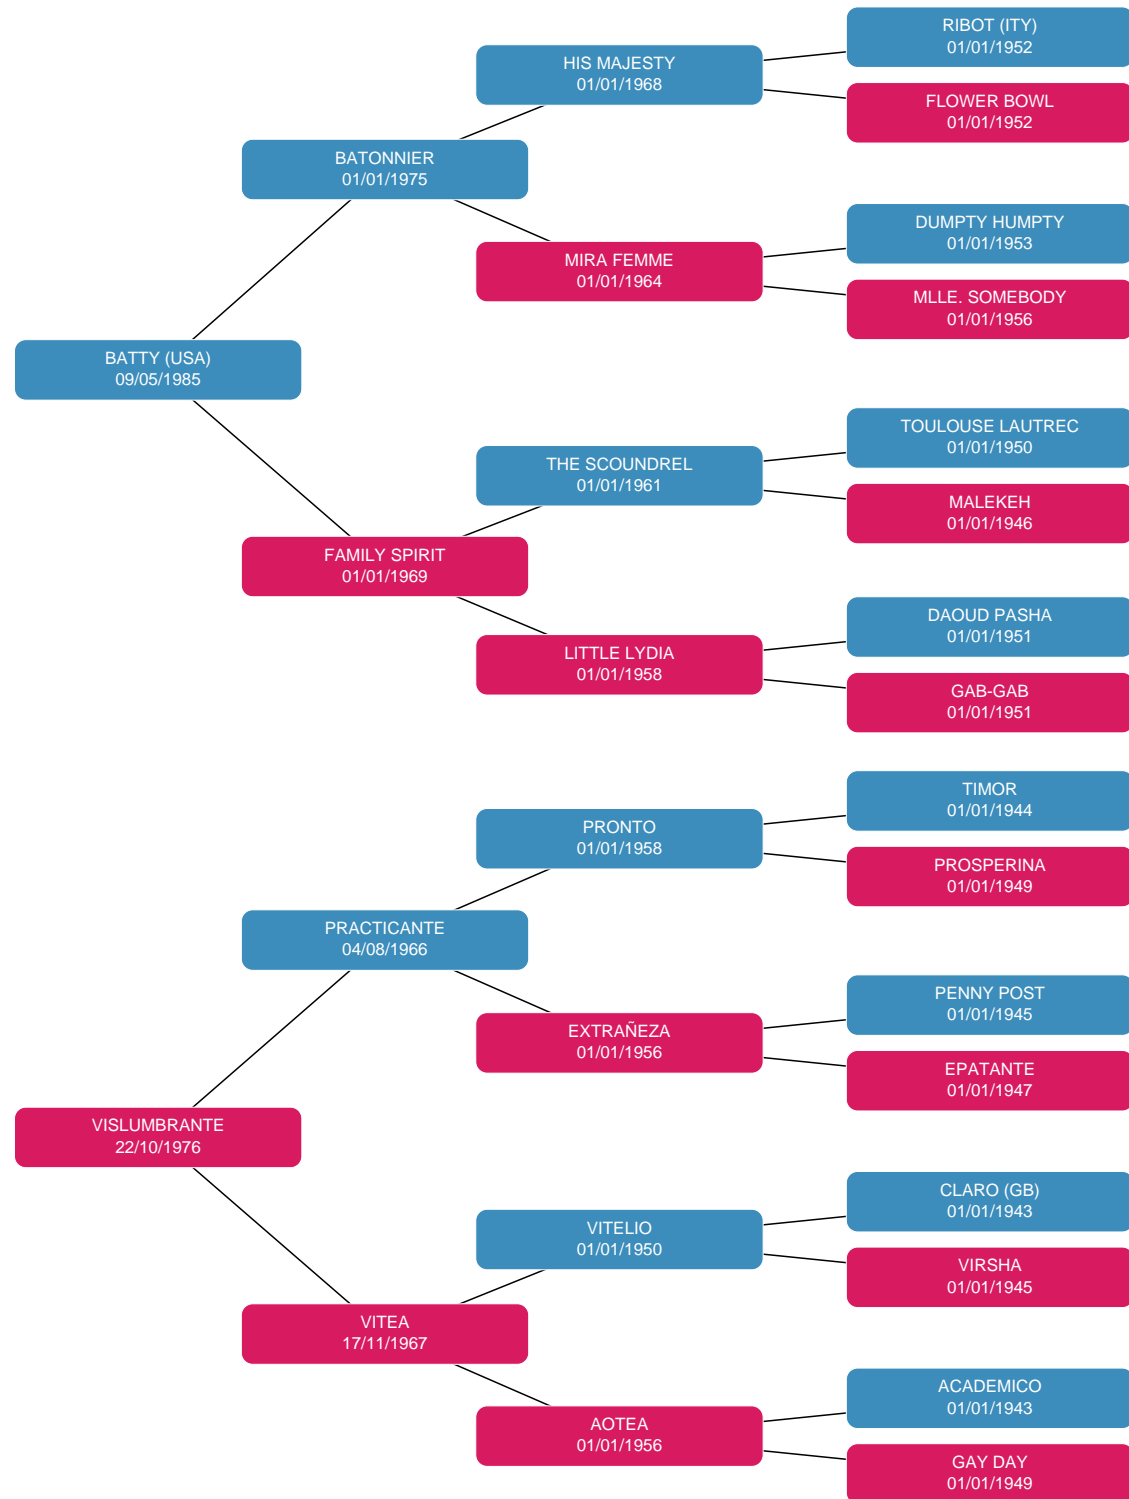 RIBOT (ITY)
01/01/1952
HIS MAJESTY
01/01/1968
FLOWER BOWL
01/01/1952
BATONNIER
01/01/1975
DUMPTY HUMPTY
01/01/1953
MIRA FEMME
01/01/1964
MLLE. SOMEBODY
01/01/1956
BATTY (USA)
09/05/1985
TOULOUSE LAUTREC
01/01/1950
THE SCOUNDREL
01/01/1961
MALEKEH
01/01/1946
FAMILY SPIRIT
01/01/1969
DAOUD PASHA
01/01/1951
LITTLE LYDIA
01/01/1958
GAB-GAB
01/01/1951
TIMOR
01/01/1944
PRONTO
01/01/1958
PROSPERINA
01/01/1949
PRACTICANTE
04/08/1966
PENNY POST
01/01/1945
EXTRAÑEZA
01/01/1956
EPATANTE
01/01/1947
VISLUMBRANTE
22/10/1976
CLARO (GB)
01/01/1943
VITELIO
01/01/1950
VIRSHA
01/01/1945
VITEA
17/11/1967
ACADEMICO
01/01/1943
AOTEA
01/01/1956
GAY DAY
01/01/1949